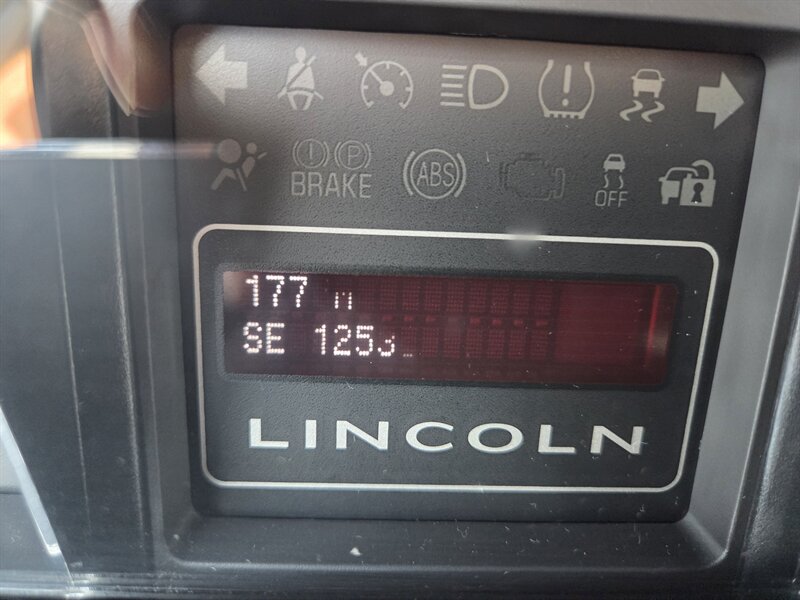 BRAKE
ABS
OFF
177
SE 125
LINCOLN